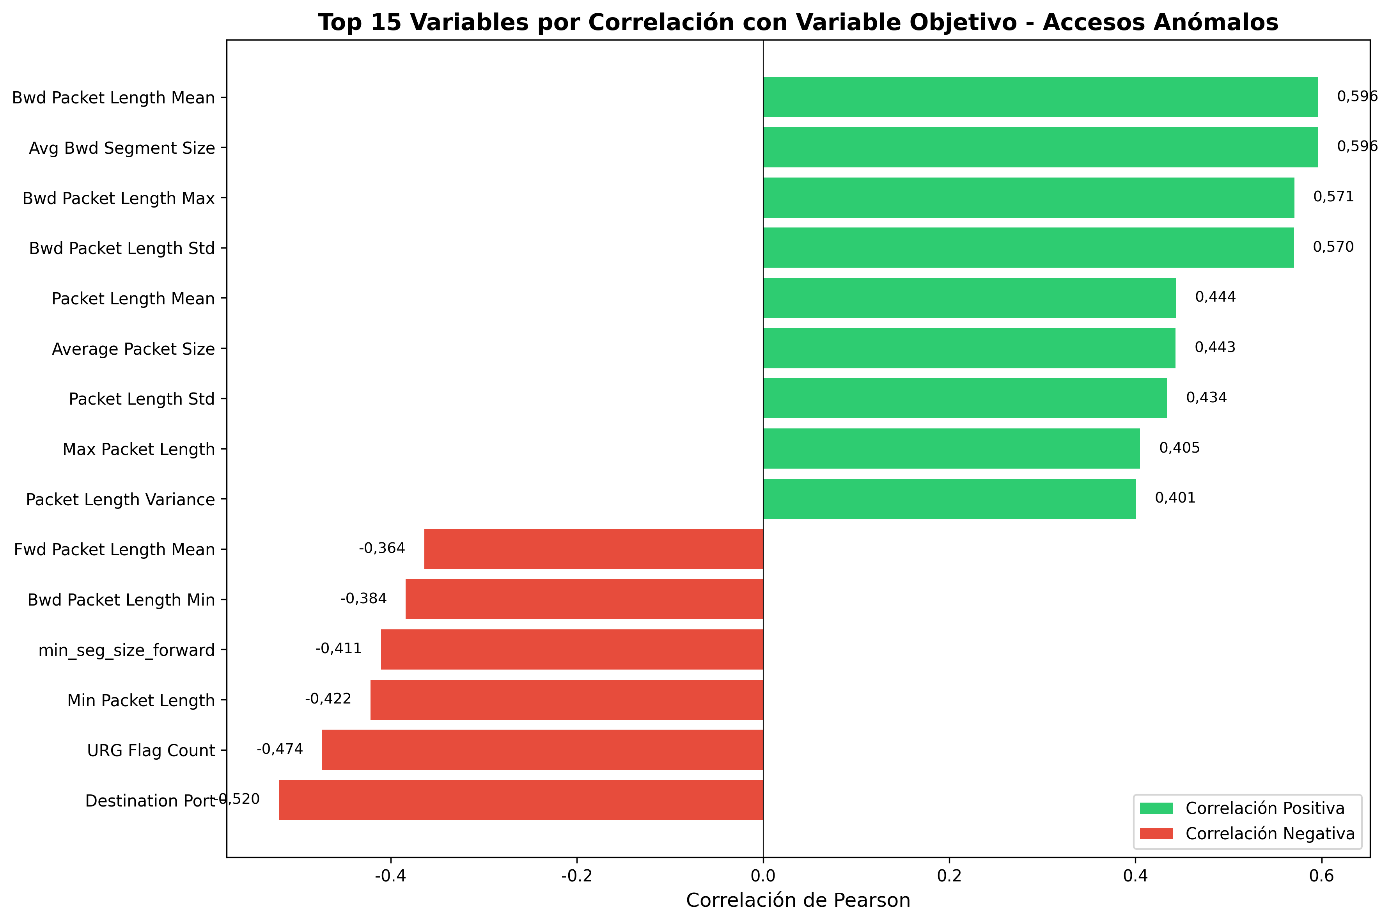 Top 15 Variables por Correlación con Variable Objetivo - Accesos Anómalos
Bwd Packet Length Mean 0,596
Avg Bwd Segment Size 0,596
Bwd Packet Length Max 0,571
Bwd Packet Length Std 0,570
Packet Length Mean 0,444
Average Packet Size 0,443
Packet Length Std 0,434
Max Packet Length 0,405
Packet Length Variance 0,401
Fwd Packet Length Mean -0,364
Bwd Packet Length Min -0,384
min_seg_size_forward -0,411
Min Packet Length -0,422
URG Flag Count -0,474
Destination Port -0,520
Correlación Positiva
Correlación Negativa
-0.4 -0.2 0.0 0.2 0.4 0.6
Correlación de Pearson